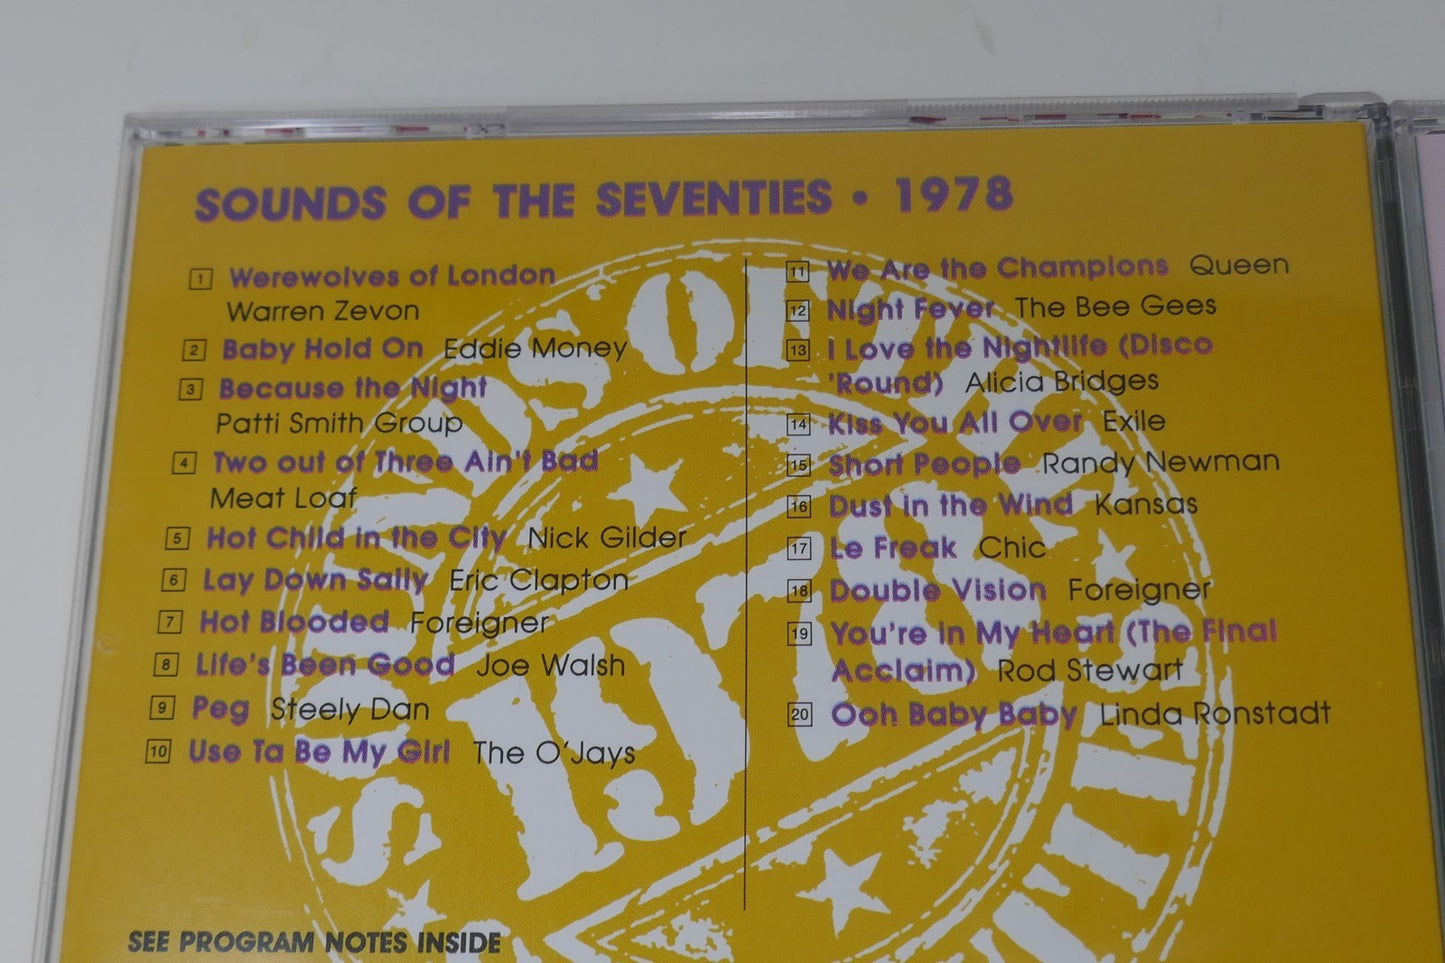 SOUNDS OF THE SEVENTIES • 1978
1 Werewolves of London
Warren Zevon
2 Baby Hold On Eddie Money
3 Because the Night
Patti Smith Group
4 Two out of Three Ain't Bad
Meat Loaf
5 Hot Child in the City Nick Gilder
6 Lay Down Sally Eric Clapton
7 Hot Blooded Foreigner
8 Life's Been Good Joe Walsh
9 Peg Steely Dan
10 Use Ta Be My Girl The O'Jays
11 We Are the Champions Queen
12 Night Fever The Bee Gees
13 I Love the Nightlife (Disco
'Round) Alicia Bridges
14 Kiss You All Over Exile
15 Short People Randy Newman
16 Dust in the Wind Kansas
17 Le Freak Chic
18 Double Vision Foreigner
19 You're in My Heart (The Final
Acclaim) Rod Stewart
20 Ooh Baby Baby Linda Ronstadt
SOUNDS OF THE
1978
SEE PROGRAM NOTES INSIDE